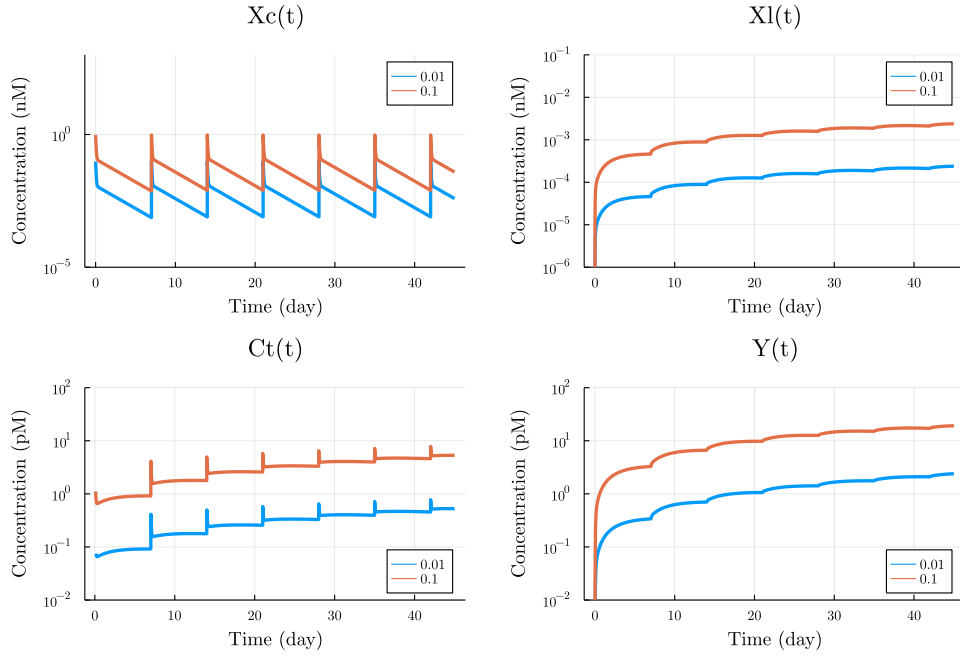 Xc(t)
Concentration (nM)
10^0
10^-5
0 10 20 30 40
Time (day)
0.01
0.1
Xl(t)
Concentration (nM)
10^-1
10^-2
10^-3
10^-4
10^-5
10^-6
0 10 20 30 40
Time (day)
0.01
0.1
Ct(t)
Concentration (pM)
10^2
10^1
10^0
10^-1
10^-2
0 10 20 30 40
Time (day)
0.01
0.1
Y(t)
Concentration (pM)
10^2
10^1
10^0
10^-1
10^-2
0 10 20 30 40
Time (day)
0.01
0.1